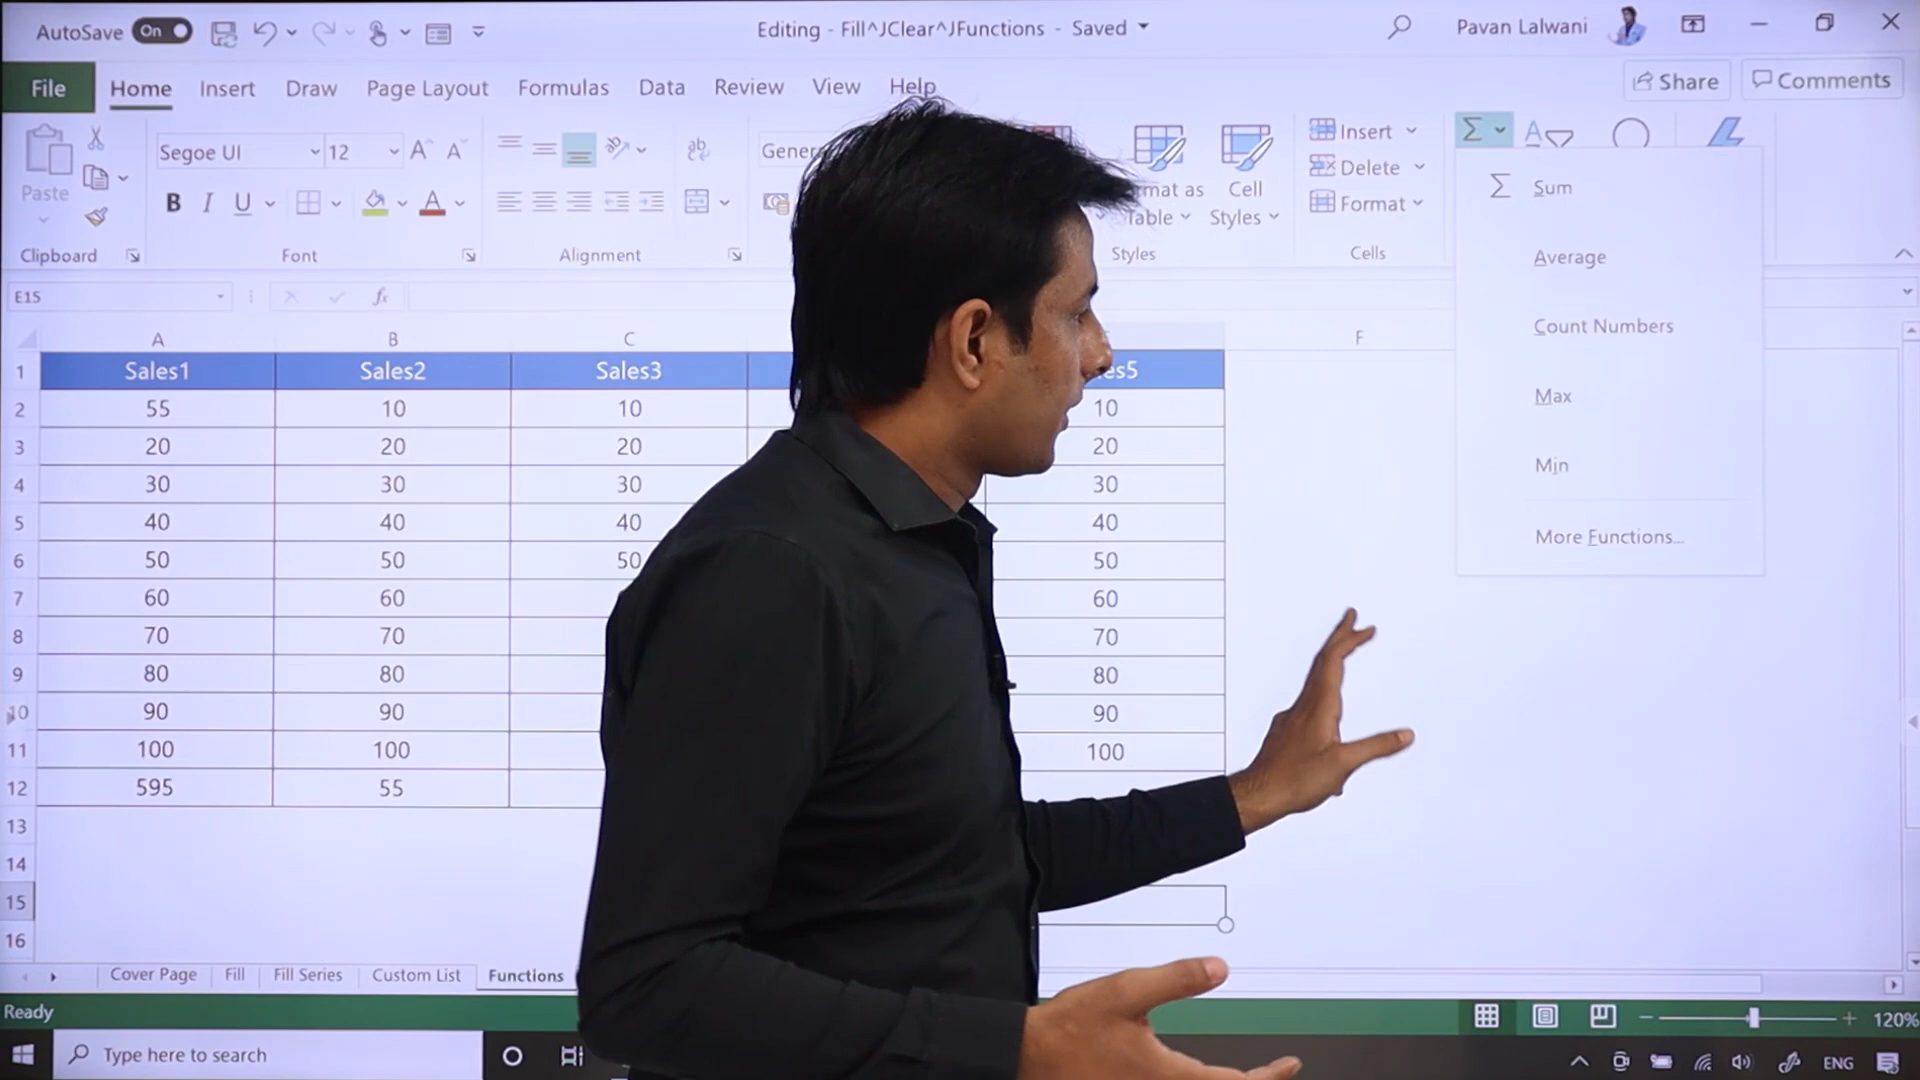 AutoSave On Editing - Fill^JClear^JFunctions - Saved Pavan Lalwani
File Home Insert Draw Page Layout Formulas Data Review View Help Share Comments
Paste
Clipboard
Segoe UI 12
B I U A
Font
ab
Alignment
Gener
mat as
Table
Cell
Styles
Styles
Insert
Delete
Format
Cells
Σ
Σ Sum
Average
Count Numbers
Max
Min
More Functions...
E15 fx
A B C F
1 Sales1 Sales2 Sales3 es5
2 55 10 10 10
3 20 20 20 20
4 30 30 30 30
5 40 40 40 40
6 50 50 50 50
7 60 60 60
8 70 70 70
9 80 80 80
10 90 90 90
11 100 100 100
12 595 55
13
14
15
16
Cover Page Fill Fill Series Custom List Functions
Ready 120%
Type here to search ENG